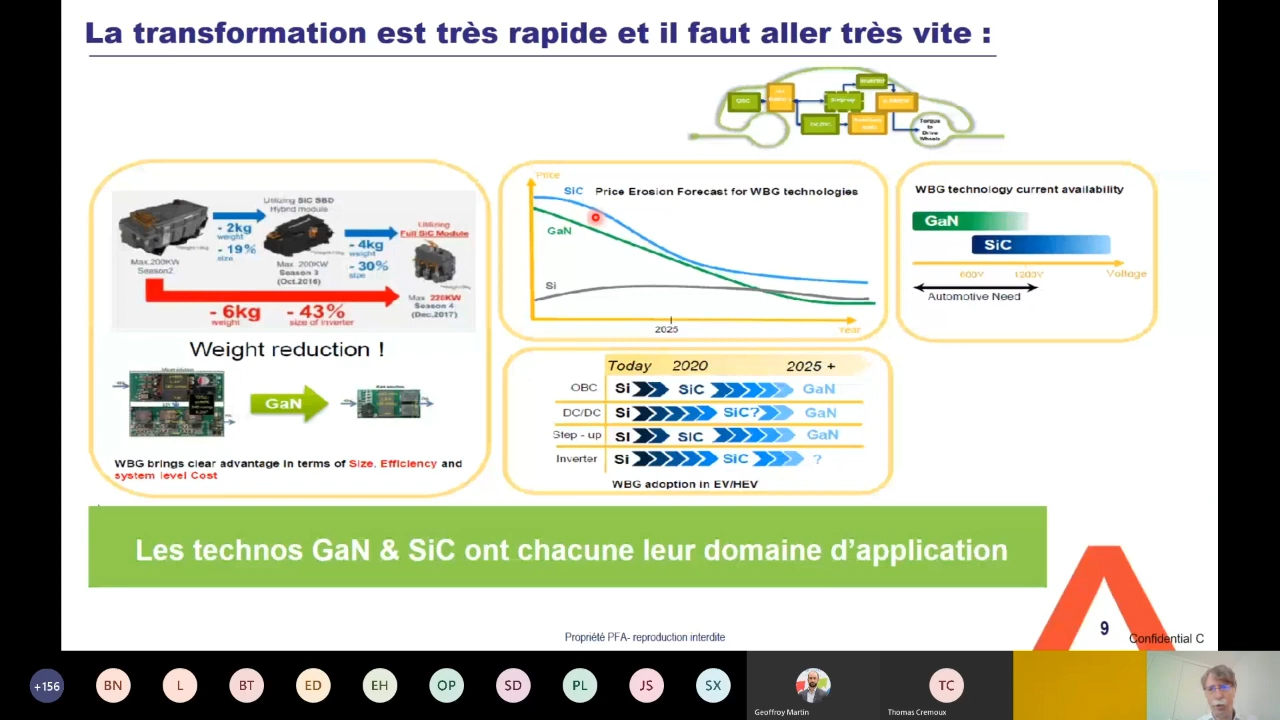 La transformation est très rapide et il faut aller très vite :
OBC
Torque
to
Drive
Wheels
Utilizing SiC SBD
Hybrid module
- 2kg
weight
- 19%
size
Max.200KW
Season2
Max. 200KW
Season 3
(Oct.2016)
Utilizing
Full SiC Module
- 4kg
weight
- 30%
size
Max. 220KW
Season 4
(Dec.2017)
- 6kg
weight
- 43%
size of inverter
Weight reduction !
GaN
WBG brings clear advantage in terms of Size, Efficiency and
system level Cost
Price
SiC
Price Erosion Forecast for WBG technologies
GaN
Si
2025
Year
WBG technology current availability
GaN
SiC
600V
1200V
Voltage
Automotive Need
Today 2020 2025 +
OBC Si SiC GaN
DC/DC Si SiC? GaN
Step - up Si SiC GaN
Inverter Si SiC ?
WBG adoption in EV/HEV
Les technos GaN & SiC ont chacune leur domaine d'application
Propriété PFA- reproduction interdite
9
Confidential C
+156
BN
L
BT
ED
EH
OP
SD
PL
JS
SX
Geoffroy Martin
TC
Thomas Cremoux